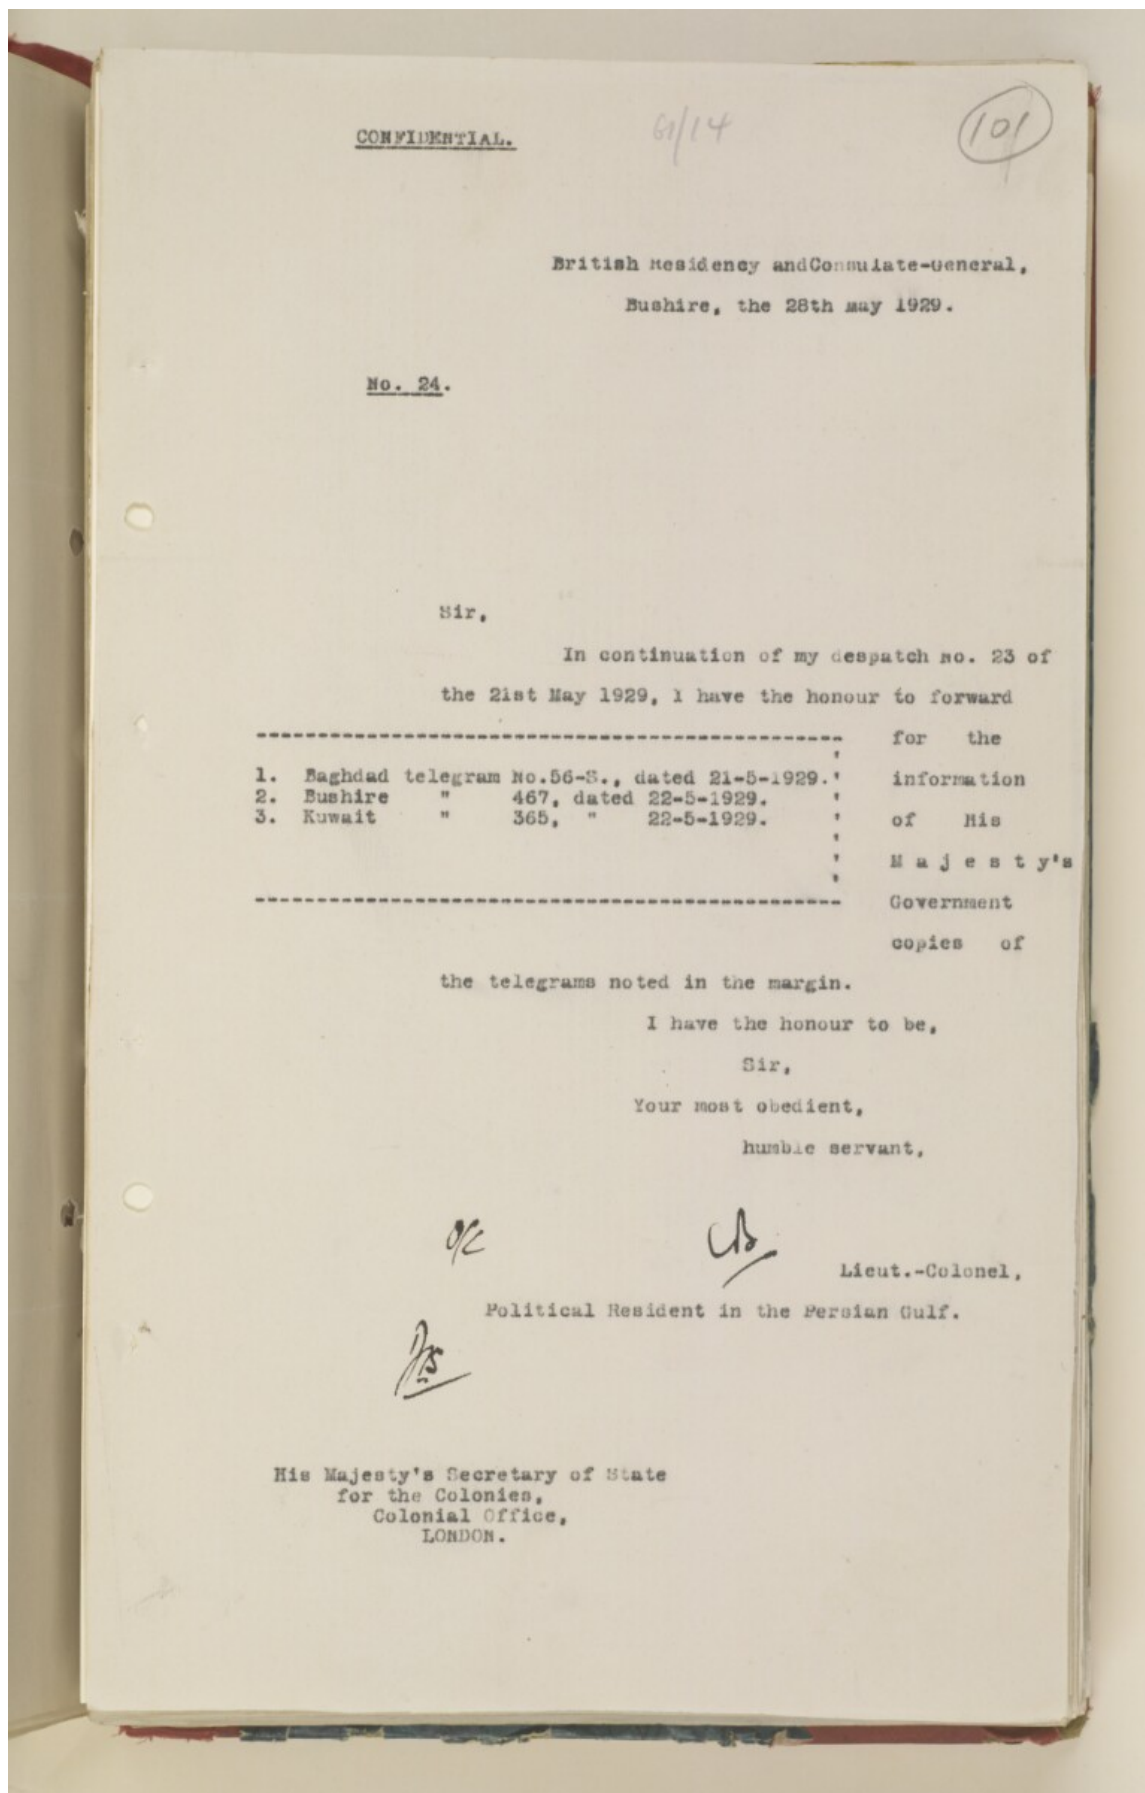 CONFIDENTIAL.
61/14
101
British Residency andConsulate-General,
Bushire, the 28th May 1929.
No. 24.
Sir,
In continuation of my despatch No. 23 of
the 21st May 1929, I have the honour to forward
for the
1. Baghdad telegram No.56-S., dated 21-5-1929.
information
2. Bushire " 467, dated 22-5-1929.
3. Kuwait " 365, " 22-5-1929.
of His
Majesty's
Government
copies of
the telegrams noted in the margin.
I have the honour to be,
Sir,
Your most obedient,
humble servant,
Lieut.-Colonel,
Political Resident in the Persian Gulf.
His Majesty's Secretary of State
for the Colonies,
Colonial Office,
LONDON.